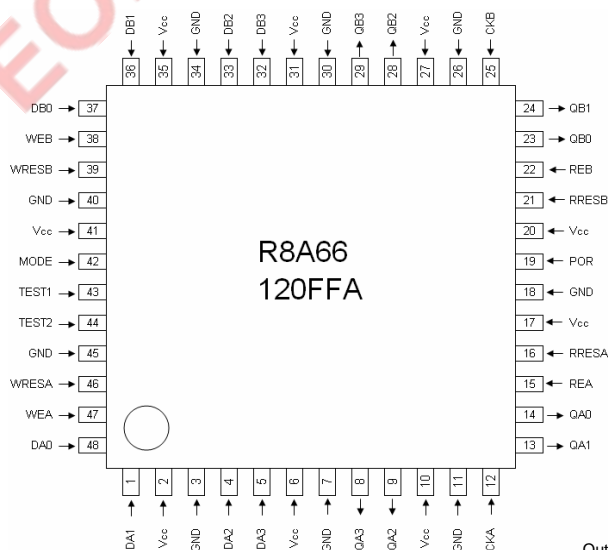 DB1 Vcc GND DB2 DB3 Vcc GND QB3 QB2 Vcc GND CKB
36 35 34 33 32 31 30 29 28 27 26 25
DB0 37 24 QB1
WEB 38 23 QB0
WRESB 39 22 REB
GND 40 21 RRESB
Vcc 41 20 Vcc
MODE 42 19 POR
TEST1 43 18 GND
TEST2 44 17 Vcc
GND 45 16 RRESA
WRESA 46 15 REA
WEA 47 14 QA0
DA0 48 13 QA1
R8A66
120FFA
1 2 3 4 5 6 7 8 9 10 11 12
DA1 Vcc GND DA2 DA3 Vcc GND QA3 QA2 Vcc GND CKA